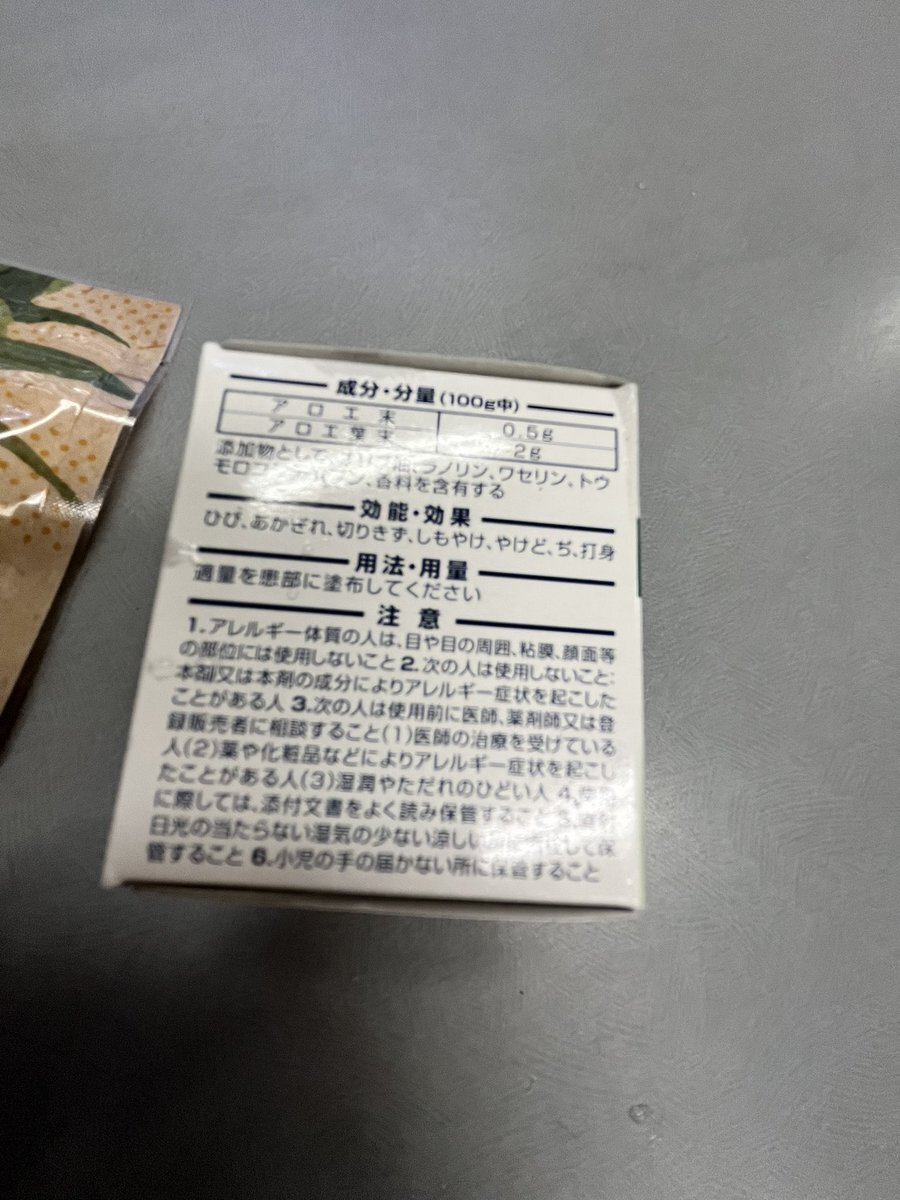 成分・分量(100g中)
アロエ末 0.5g
アロエ葉末 2g
添加物として、 油、ラノリン、ワセリン、トウ
モロ 、香料を含有する
効能・効果
ひび、あかぎれ、切りきず、しもやけ、やけど、ぢ、打身
用法・用量
適量を患部に塗布してください
注意
1.アレルギー体質の人は、目や目の周囲、粘膜、顔面等
の部位には使用しないこと 2.次の人は使用しないこと:
本剤又は本剤の成分によりアレルギー症状を起こした
ことがある人 3.次の人は使用前に医師、薬剤師又は登
録販売者に相談すること(1)医師の治療を受けている
人(2)薬や化粧品などによりアレルギー症状を起こし
たことがある人(3)湿潤やただれのひどい人 4.
に際しては、添付文書をよく読み保管すること 5.直射
日光の当たらない湿気の少ない涼しい して保
管すること 6.小児の手の届かない所に保管すること